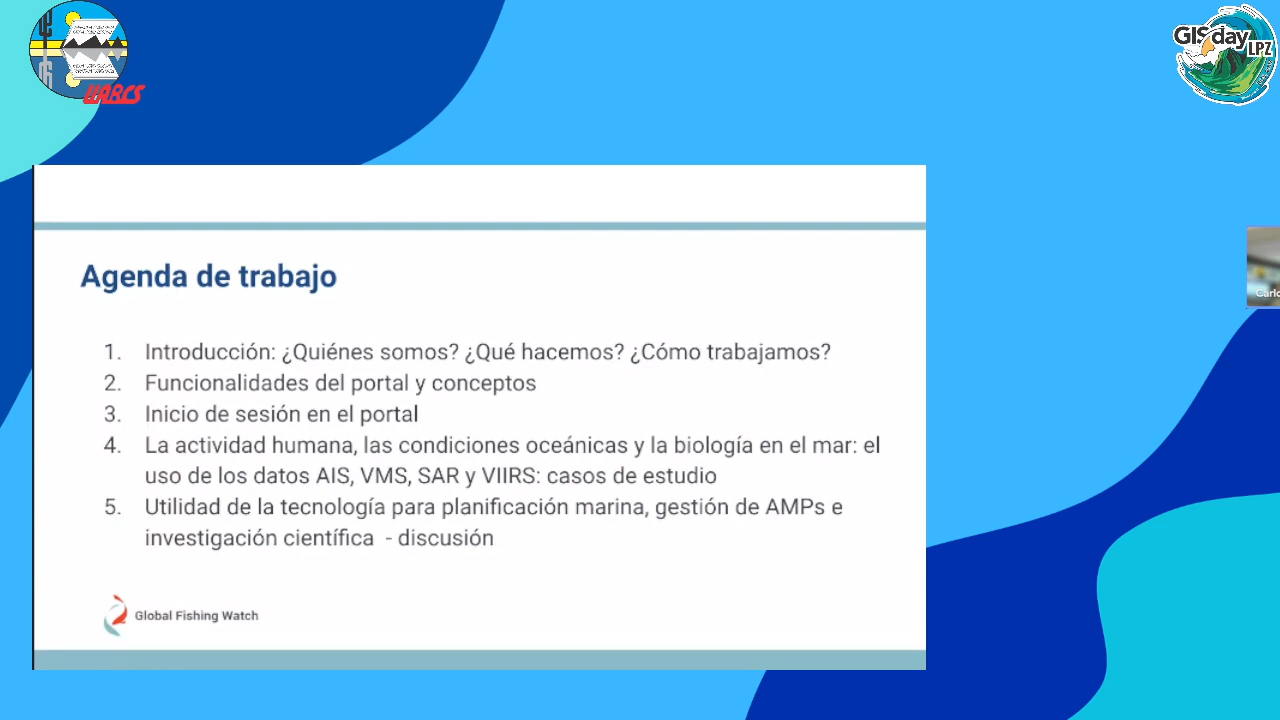 UABCS
GISday
LPZ
Agenda de trabajo
1. Introducción: ¿Quiénes somos? ¿Qué hacemos? ¿Cómo trabajamos?
2. Funcionalidades del portal y conceptos
3. Inicio de sesión en el portal
4. La actividad humana, las condiciones oceánicas y la biología en el mar: el
uso de los datos AIS, VMS, SAR y VIIRS: casos de estudio
5. Utilidad de la tecnología para planificación marina, gestión de AMPs e
investigación científica - discusión
Global Fishing Watch